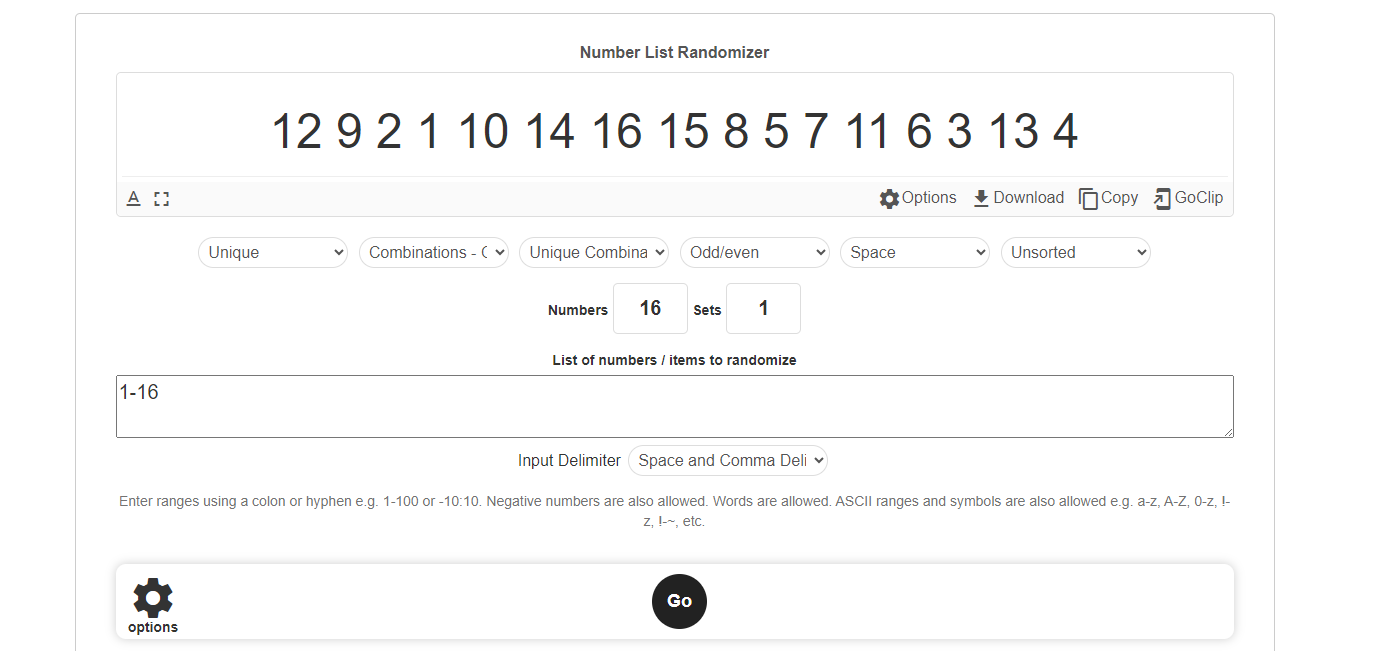 Number List Randomizer
12 9 2 1 10 14 16 15 8 5 7 11 6 3 13 4
A Options Download Copy GoClip
Unique Combinations - Unique Combina Odd/even Space Unsorted
Numbers 16 Sets 1
List of numbers / items to randomize
1-16
Input Delimiter Space and Comma Deli
Enter ranges using a colon or hyphen e.g. 1-100 or -10:10. Negative numbers are also allowed. Words are allowed. ASCII ranges and symbols are also allowed e.g. a-z, A-Z, 0-z, !-
z, !-~, etc.
Go
options